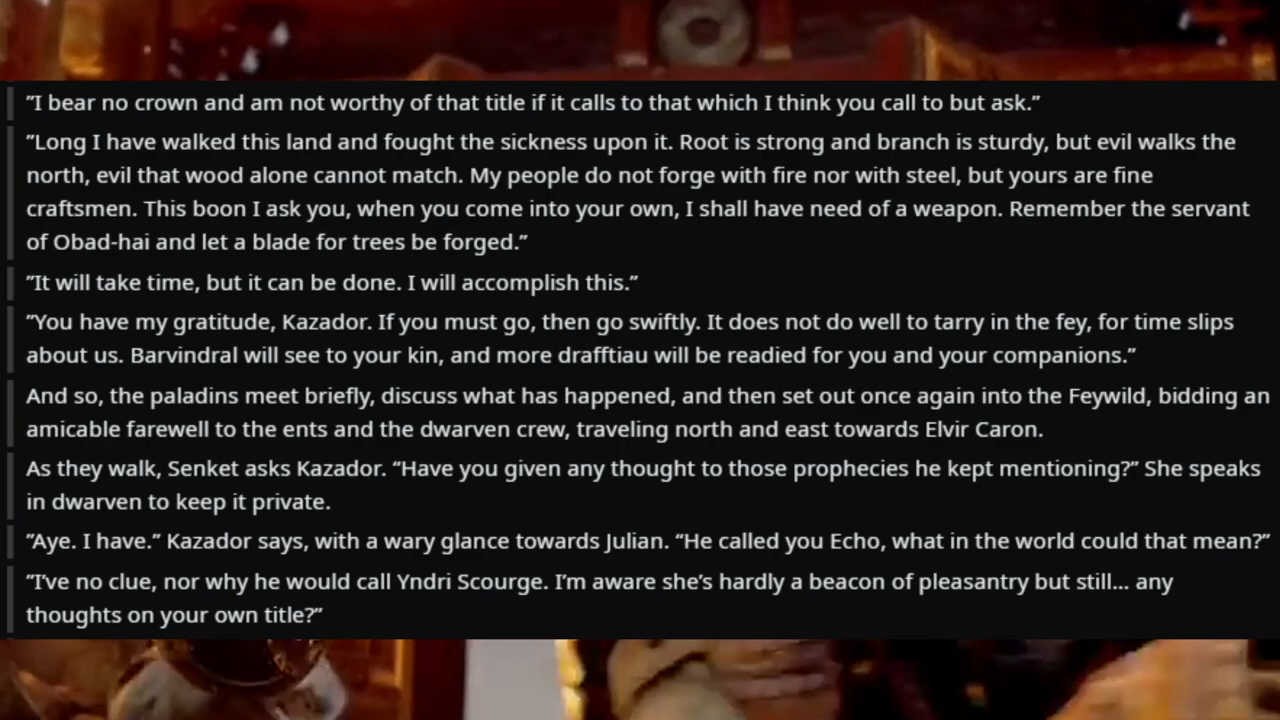 "I bear no crown and am not worthy of that title if it calls to that which I think you call to but ask."
"Long I have walked this land and fought the sickness upon it. Root is strong and branch is sturdy, but evil walks the
north, evil that wood alone cannot match. My people do not forge with fire nor with steel, but yours are fine
craftsmen. This boon I ask you, when you come into your own, I shall have need of a weapon. Remember the servant
of Obad-hai and let a blade for trees be forged."
"It will take time, but it can be done. I will accomplish this."
"You have my gratitude, Kazador. If you must go, then go swiftly. It does not do well to tarry in the fey, for time slips
about us. Barvindral will see to your kin, and more drafftiau will be readied for you and your companions."
And so, the paladins meet briefly, discuss what has happened, and then set out once again into the Feywild, bidding an
amicable farewell to the ents and the dwarven crew, traveling north and east towards Elvir Caron.
As they walk, Senket asks Kazador. “Have you given any thought to those prophecies he kept mentioning?” She speaks
in dwarven to keep it private.
"Aye. I have.” Kazador says, with a wary glance towards Julian. “He called you Echo, what in the world could that mean?”
"I’ve no clue, nor why he would call Yndri Scourge. I’m aware she’s hardly a beacon of pleasantry but still... any
thoughts on your own title?”